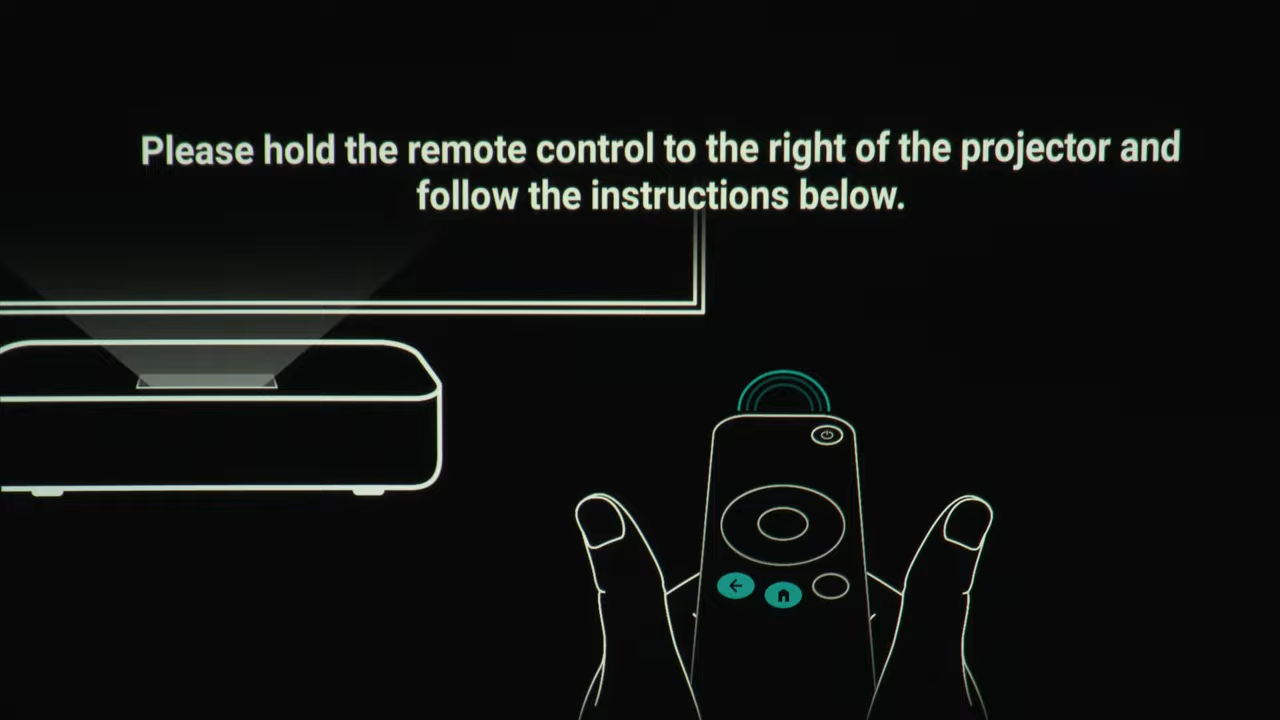 Please hold the remote control to the right of the projector and
follow the instructions below.